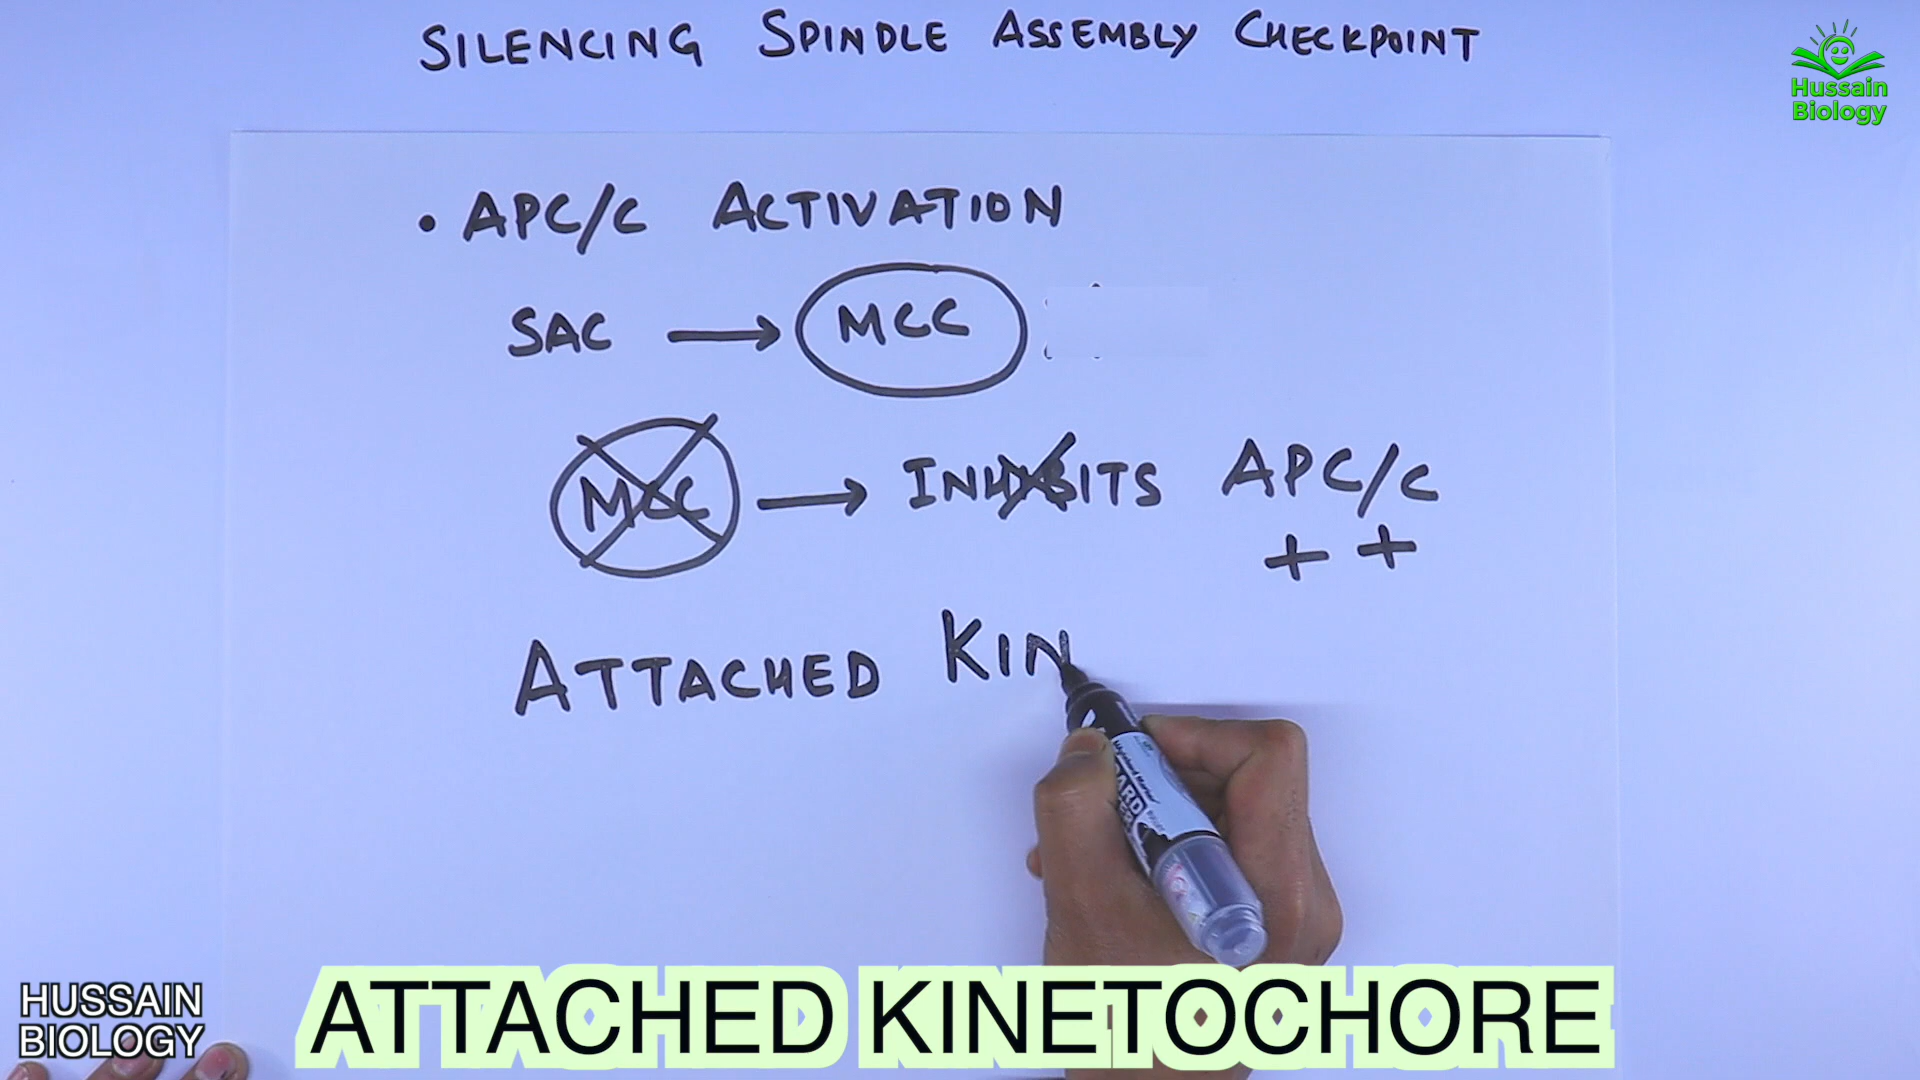 SILENCING SPINDLE ASSEMBLY CHECKPOINT
Hussain
Biology
• APC/C ACTIVATION
SAC → MCC
MCC → INHIBITS APC/C
+ +
ATTACHED KIN
HUSSAIN
BIOLOGY
ATTACHED KINETOCHORE